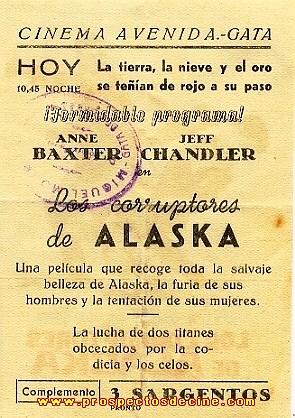 CINEMA AVENIDA.-GATA
HOY
10,45 NOCHE
La tierra, la nieve y el oro
se teñían de rojo a su paso
¡Formidable programa!
ANNE BAXTER
JEFF CHANDLER
en
Los corruptores
de ALASKA
Una película que recoge toda la salvaje
belleza de Alaska, la furia de sus
hombres y la tentación de sus mujeres.
La lucha de dos titanes
obcecados por la co-
dicia y los celos.
Complemento
3 SARGENTOS
PRONTO
www.prospectosdecine.com